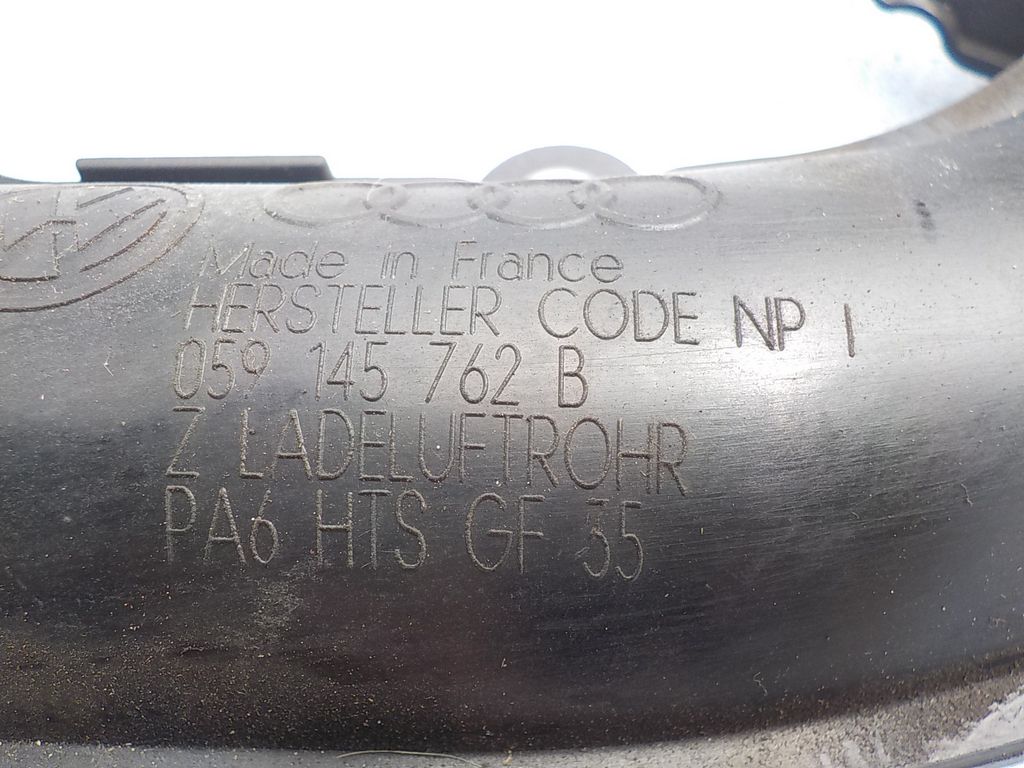 Made in France
HERSTELLER CODE NP I
059 145 762 B
Z LADELUFTROHR
PA6 HTS GF 35